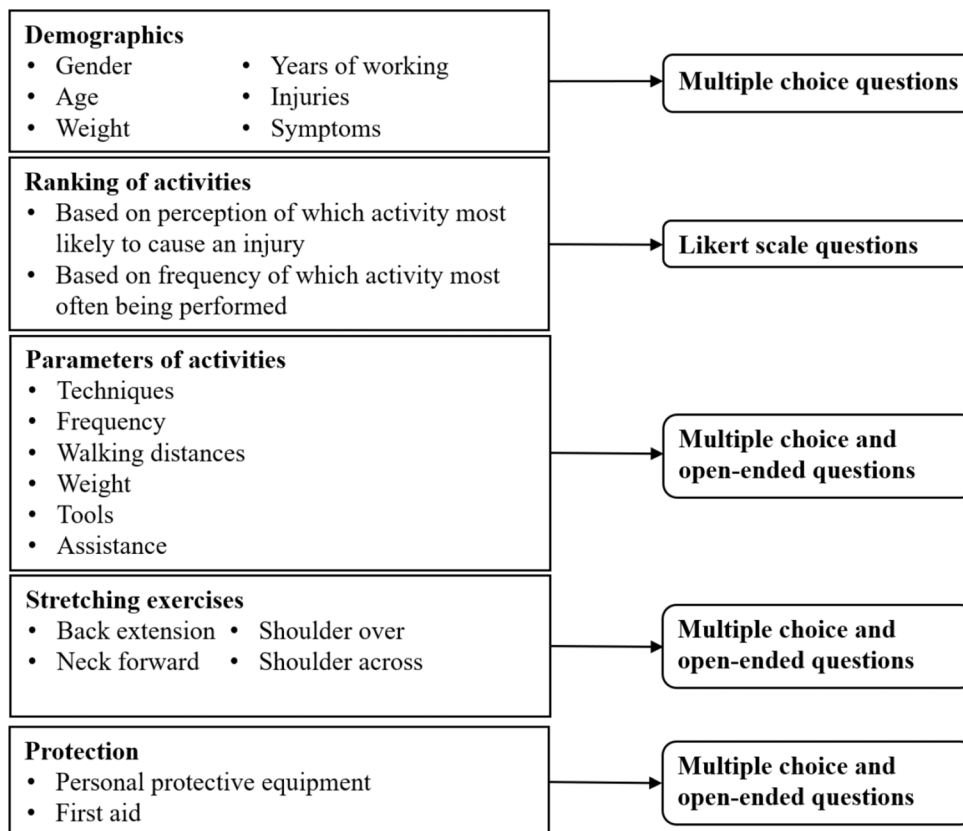 Demographics
• Gender • Years of working
• Age • Injuries
• Weight • Symptoms
Multiple choice questions
Ranking of activities
• Based on perception of which activity most
likely to cause an injury
• Based on frequency of which activity most
often being performed
Likert scale questions
Parameters of activities
• Techniques
• Frequency
• Walking distances
• Weight
• Tools
• Assistance
Multiple choice and
open-ended questions
Stretching exercises
• Back extension • Shoulder over
• Neck forward • Shoulder across
Multiple choice and
open-ended questions
Protection
• Personal protective equipment
• First aid
Multiple choice and
open-ended questions